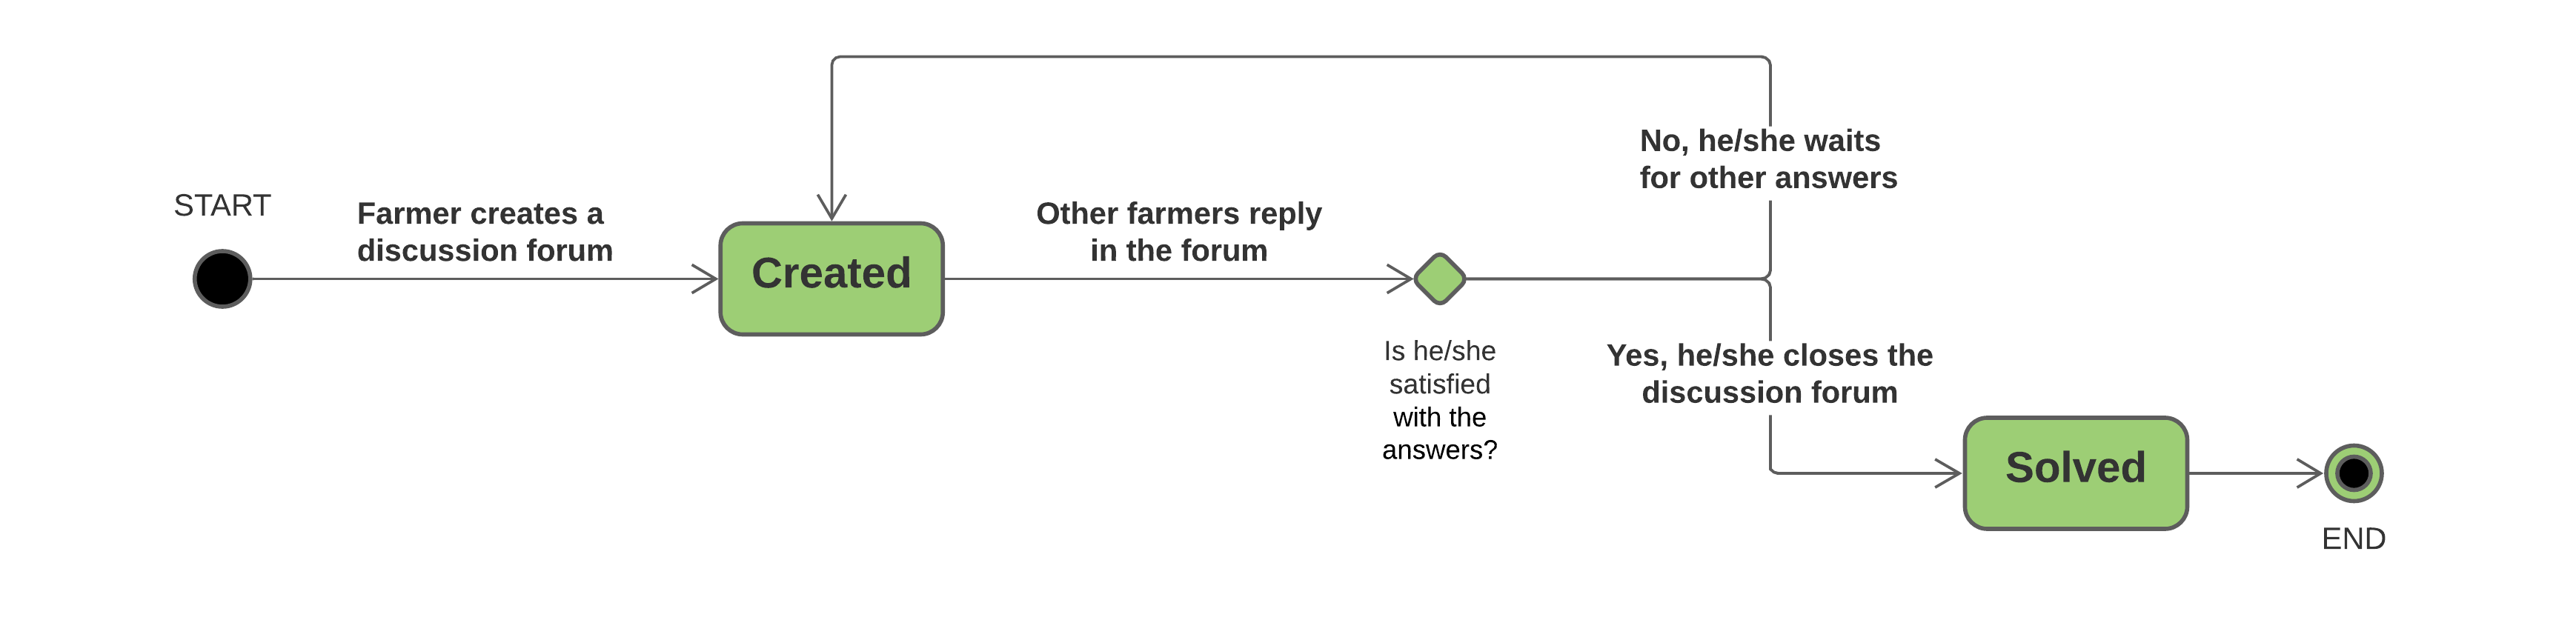 START
Farmer creates a
discussion forum
Created
Other farmers reply
in the forum
Is he/she
satisfied
with the
answers?
No, he/she waits
for other answers
Yes, he/she closes the
discussion forum
Solved
END